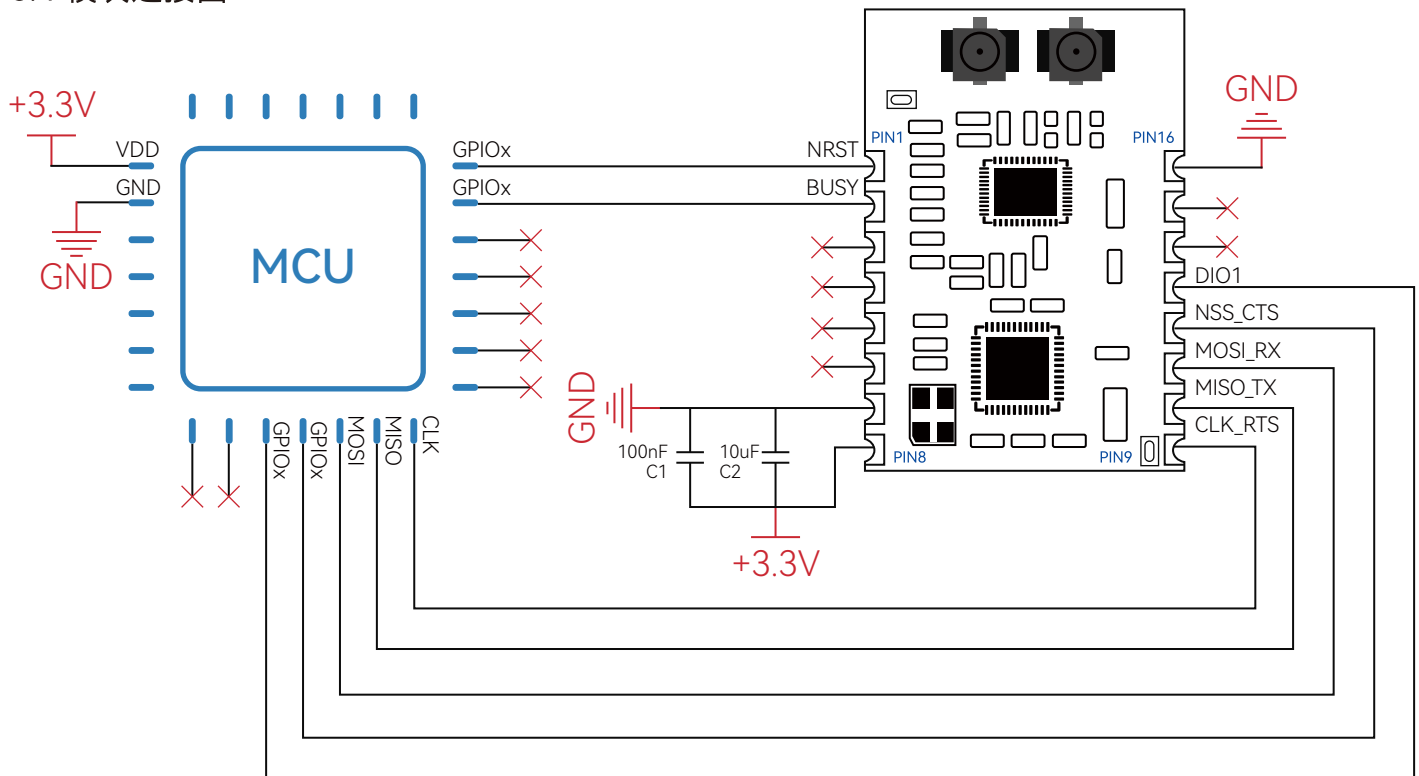 +3.3V
VDD
GND
GND
MCU
GPIOx
GPIOx
GPIOx
GPIOx
MOSI
MISO
CLK
NRST
BUSY
PIN1
PIN16
GND
DIO1
NSS_CTS
MOSI_RX
MISO_TX
CLK_RTS
PIN8
PIN9
GND
100nF
C1
10uF
C2
+3.3V